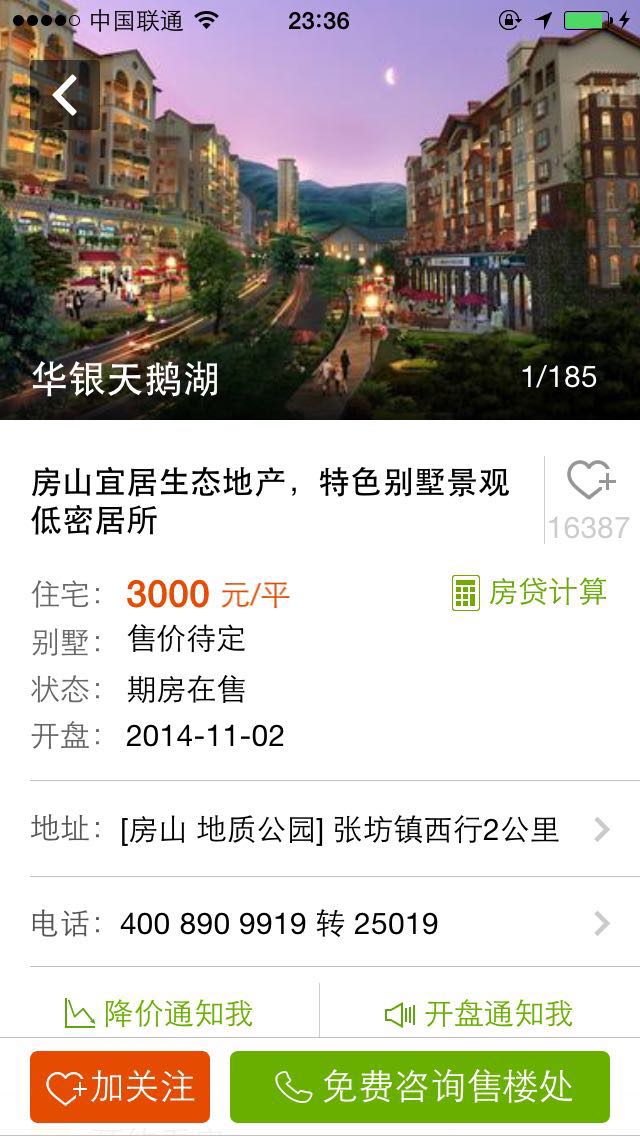 中国联通 23:36
华银天鹅湖 1/185
房山宜居生态地产，特色别墅景观
低密居所
16387
住宅： 3000 元/平 房贷计算
别墅： 售价待定
状态： 期房在售
开盘： 2014-11-02
地址： [房山 地质公园] 张坊镇西行2公里
电话： 400 890 9919 转 25019
降价通知我 开盘通知我
加关注 免费咨询售楼处